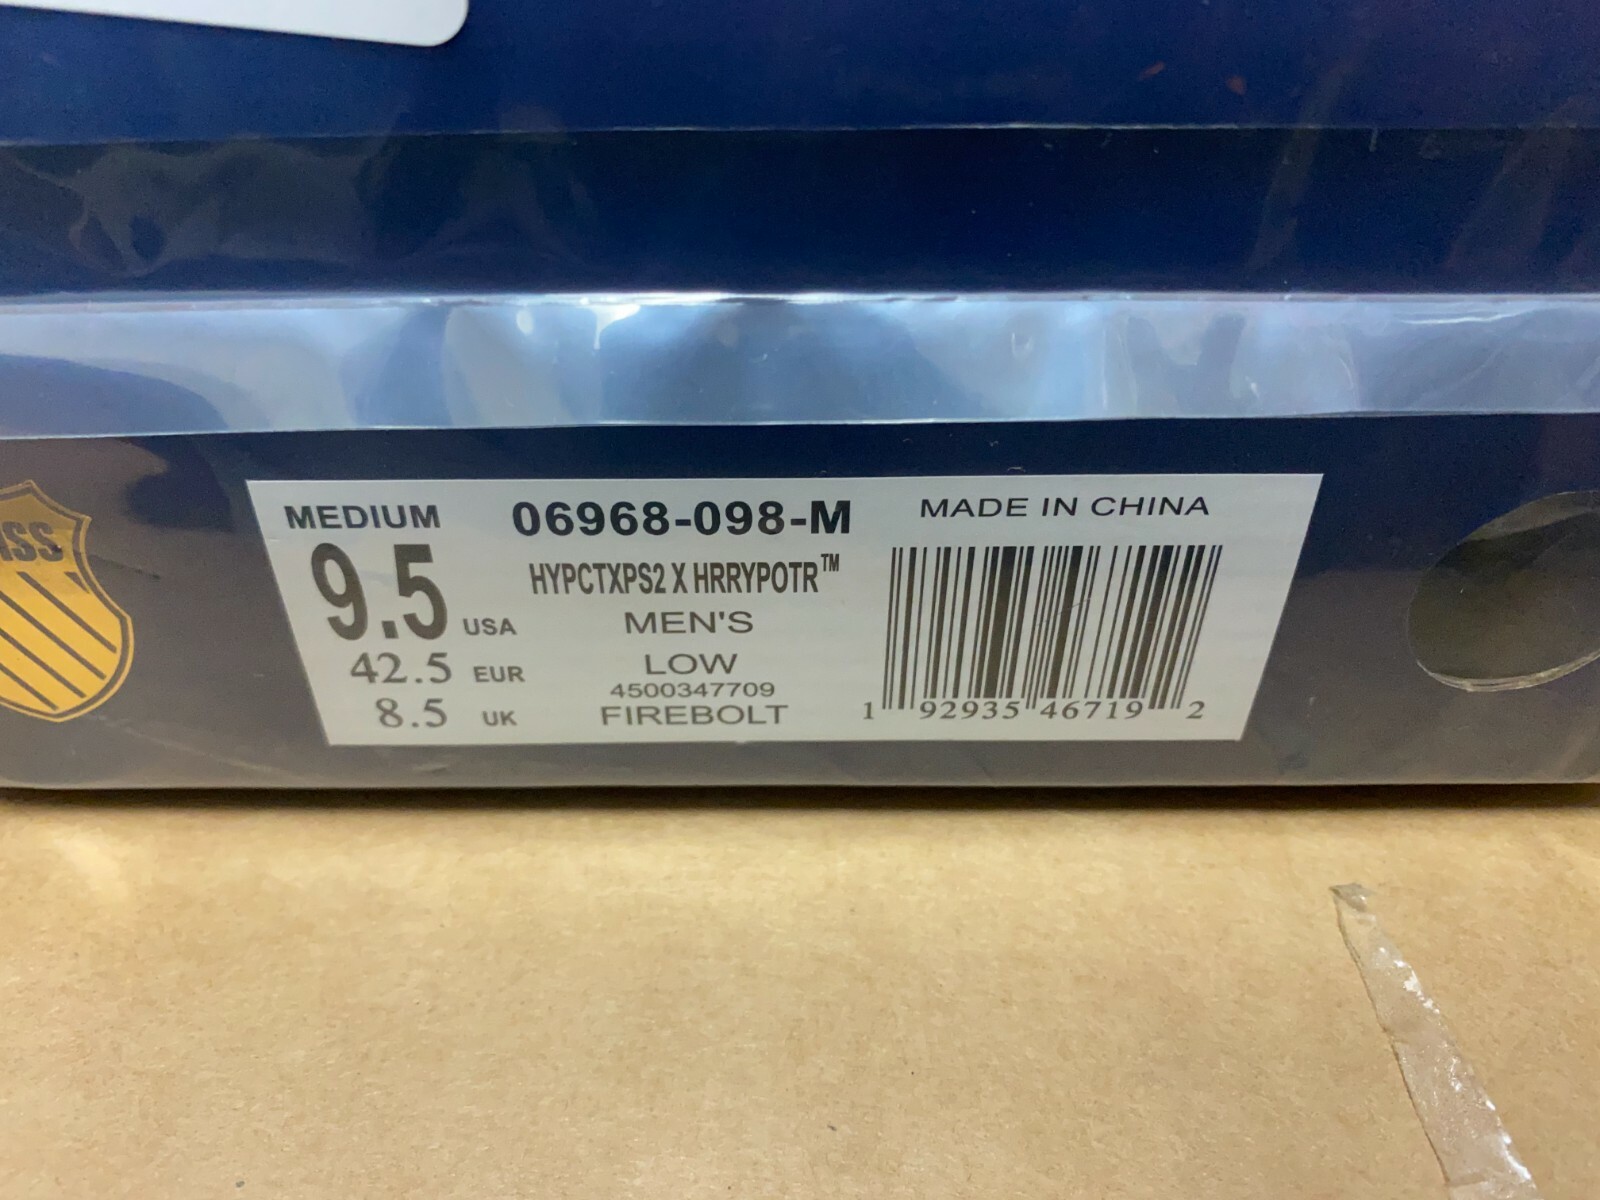 ISS
MEDIUM
9.5 USA
42.5 EUR
8.5 UK
06968-098-M
HYPCTXPS2 X HRRYPOTR™
MEN'S
LOW
4500347709
FIREBOLT
MADE IN CHINA
1 92935 46719 2